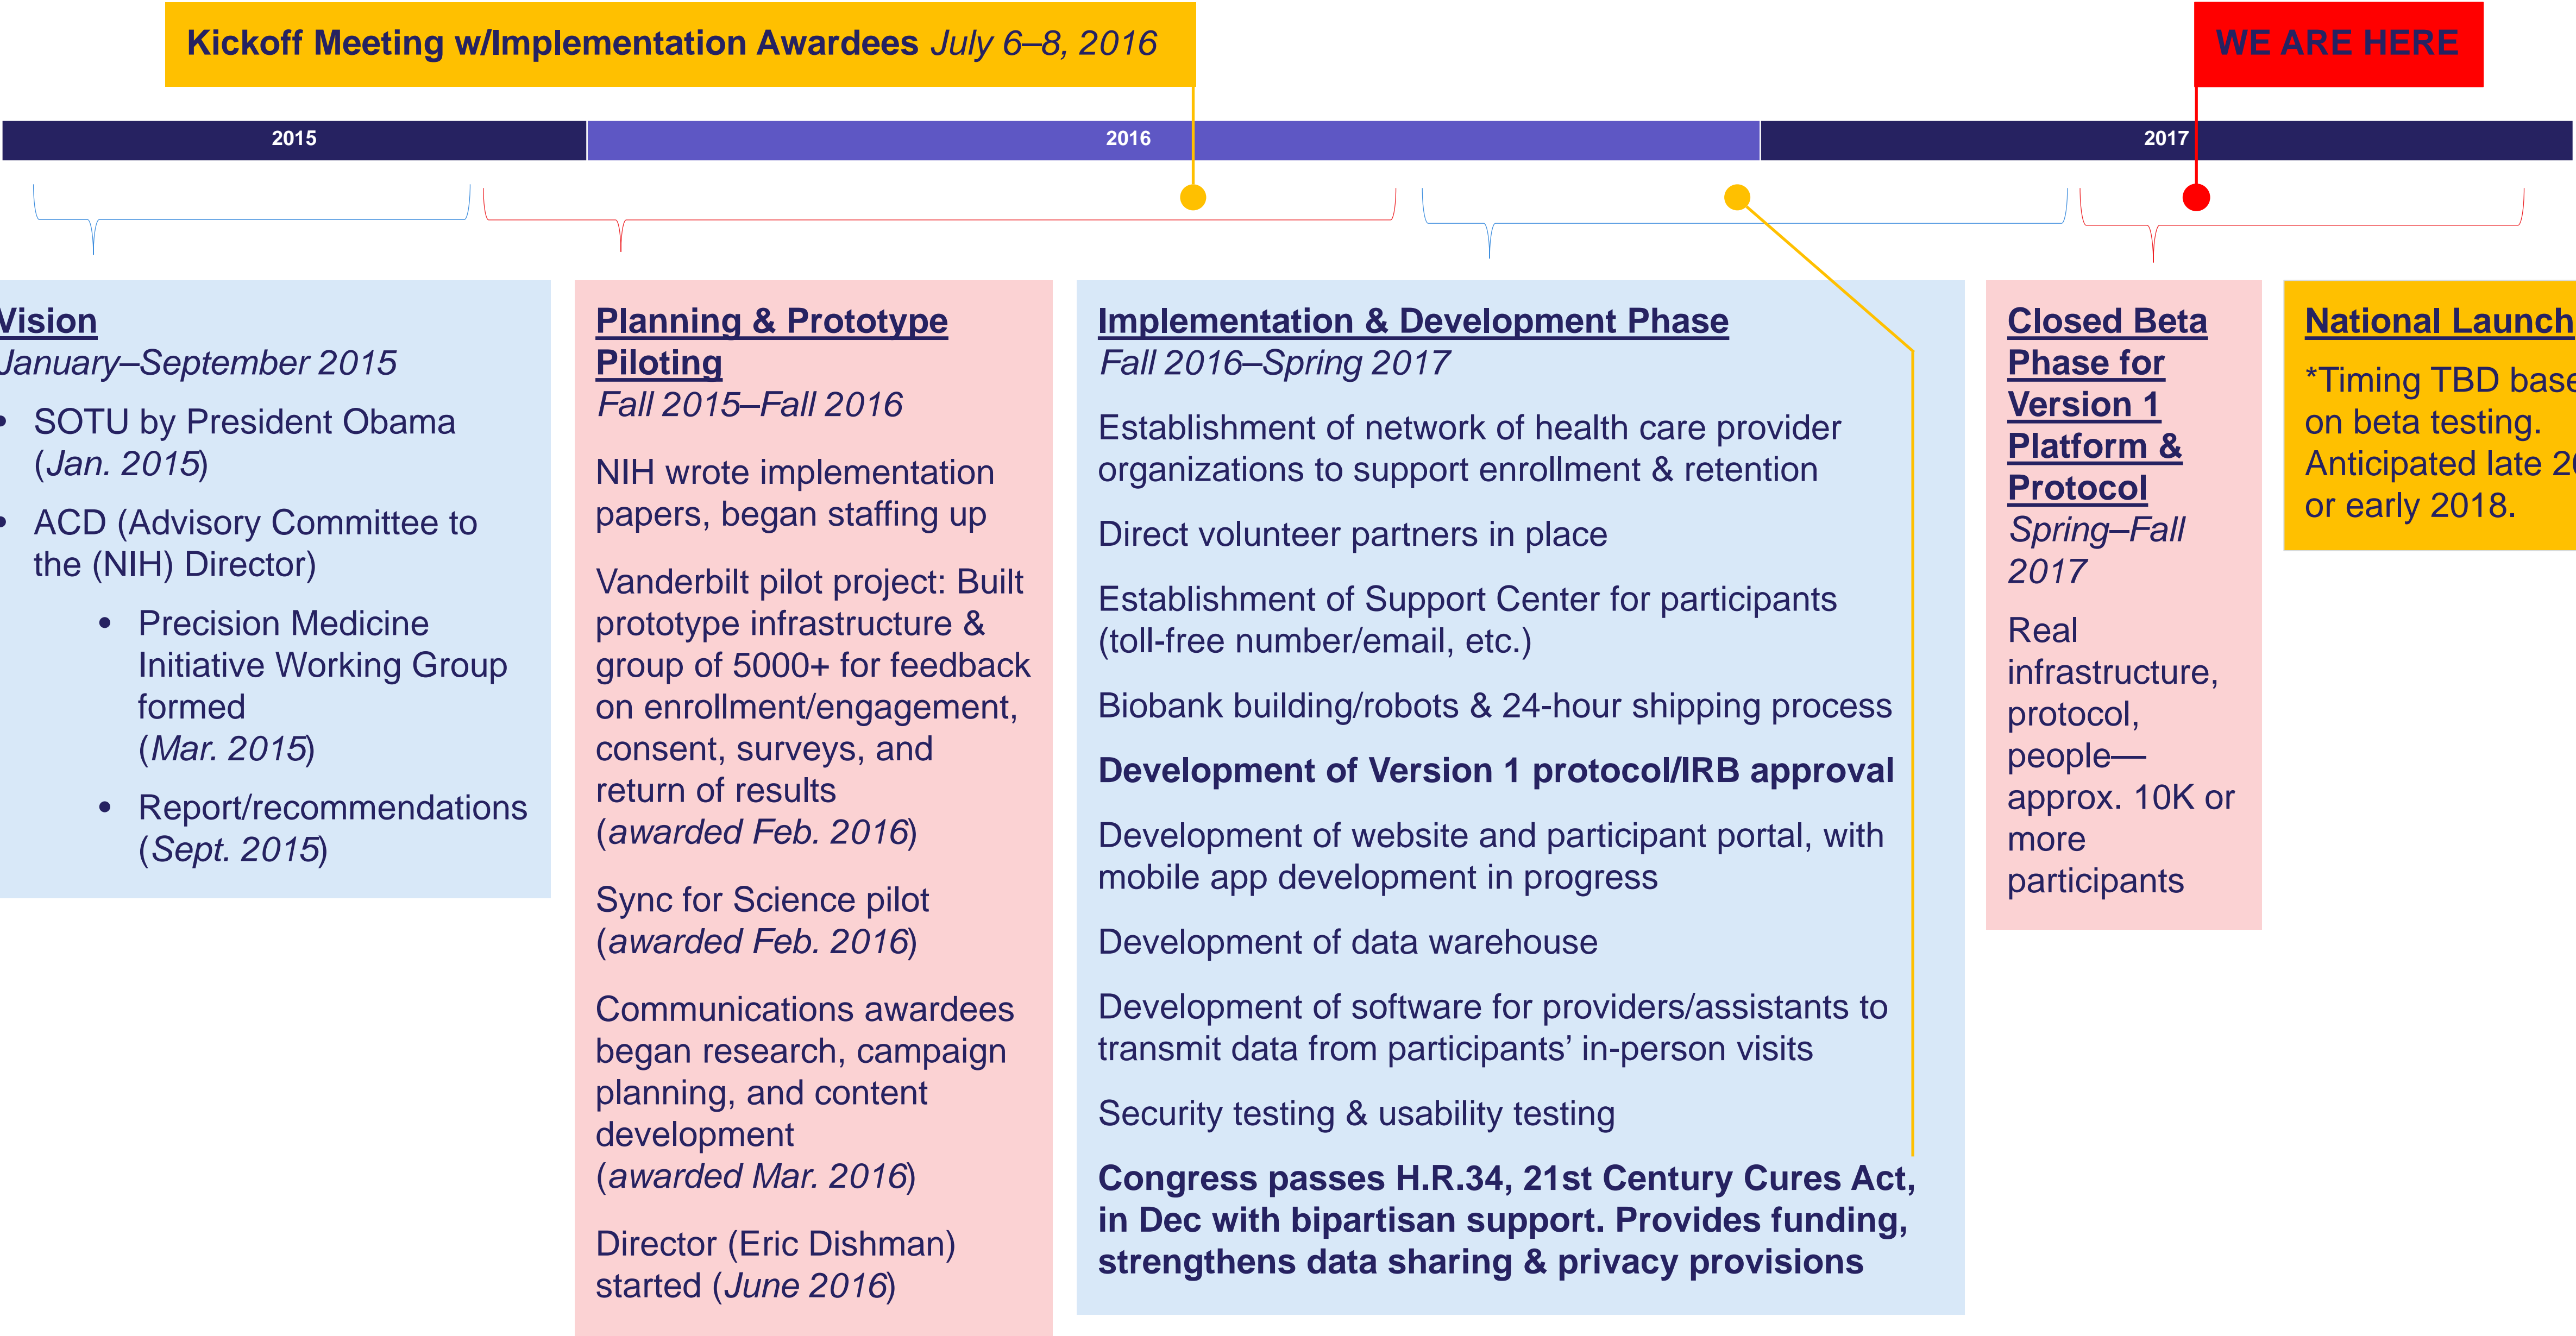 Kickoff Meeting w/Implementation Awardees July 6–8, 2016
WE ARE HERE
2015
2016
2017
Vision
January–September 2015
• SOTU by President Obama
(Jan. 2015)
• ACD (Advisory Committee to
the (NIH) Director)
• Precision Medicine
Initiative Working Group
formed
(Mar. 2015)
• Report/recommendations
(Sept. 2015)
Planning & Prototype
Piloting
Fall 2015–Fall 2016
NIH wrote implementation
papers, began staffing up
Vanderbilt pilot project: Built
prototype infrastructure &
group of 5000+ for feedback
on enrollment/engagement,
consent, surveys, and
return of results
(awarded Feb. 2016)
Sync for Science pilot
(awarded Feb. 2016)
Communications awardees
began research, campaign
planning, and content
development
(awarded Mar. 2016)
Director (Eric Dishman)
started (June 2016)
Implementation & Development Phase
Fall 2016–Spring 2017
Establishment of network of health care provider
organizations to support enrollment & retention
Direct volunteer partners in place
Establishment of Support Center for participants
(toll-free number/email, etc.)
Biobank building/robots & 24-hour shipping process
Development of Version 1 protocol/IRB approval
Development of website and participant portal, with
mobile app development in progress
Development of data warehouse
Development of software for providers/assistants to
transmit data from participants’ in-person visits
Security testing & usability testing
Congress passes H.R.34, 21st Century Cures Act,
in Dec with bipartisan support. Provides funding,
strengthens data sharing & privacy provisions
Closed Beta
Phase for
Version 1
Platform &
Protocol
Spring–Fall
2017
Real
infrastructure,
protocol,
people—
approx. 10K or
more
participants
National Launch
*Timing TBD base
on beta testing.
Anticipated late
or early 2018.